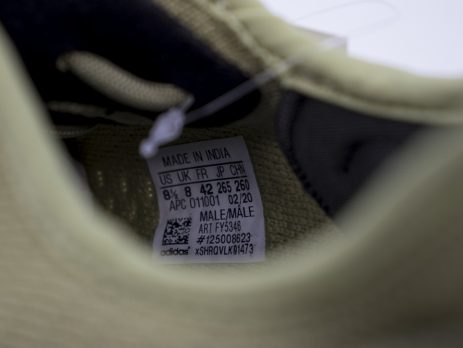 MADE IN INDIA
US UK FR JP CHN
8½ 8 42 265 260
APC 011001 02/20
MALE/MÂLE
ART FY5346
#125008623
adidas xSHRQVLK01473